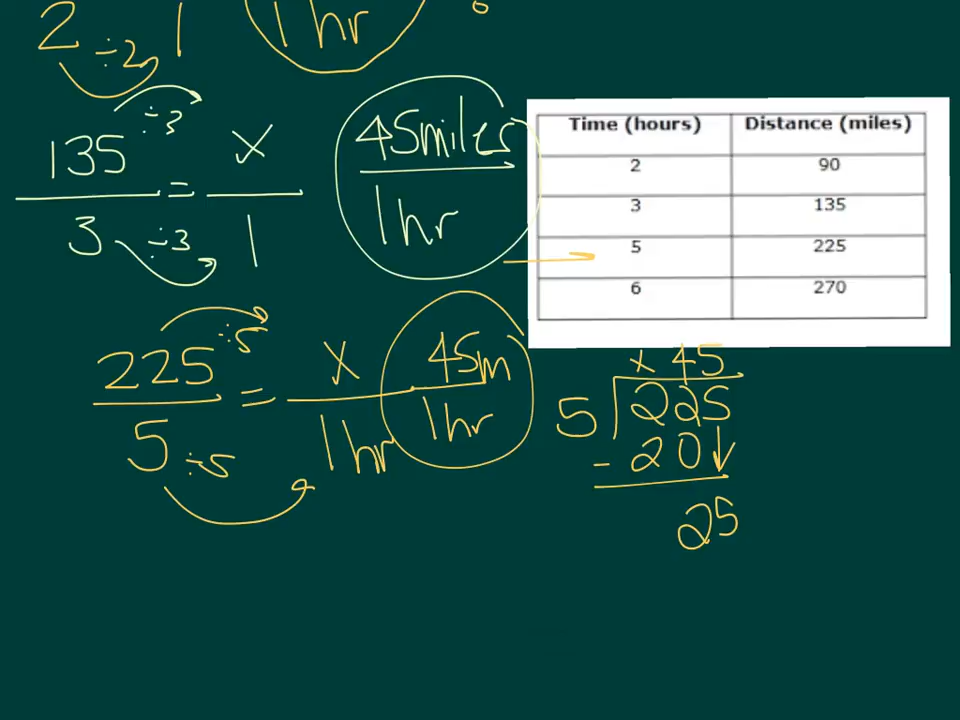 2 ÷2 1
1 hr
135 ÷3 = x
3 ÷3 1
45miles
1hr
Time (hours) Distance (miles)
2 90
3 135
5 225
6 270
225 ÷5 = x
5 ÷5 1hr
45m
1hr
x 45
5 225
- 20↓
25